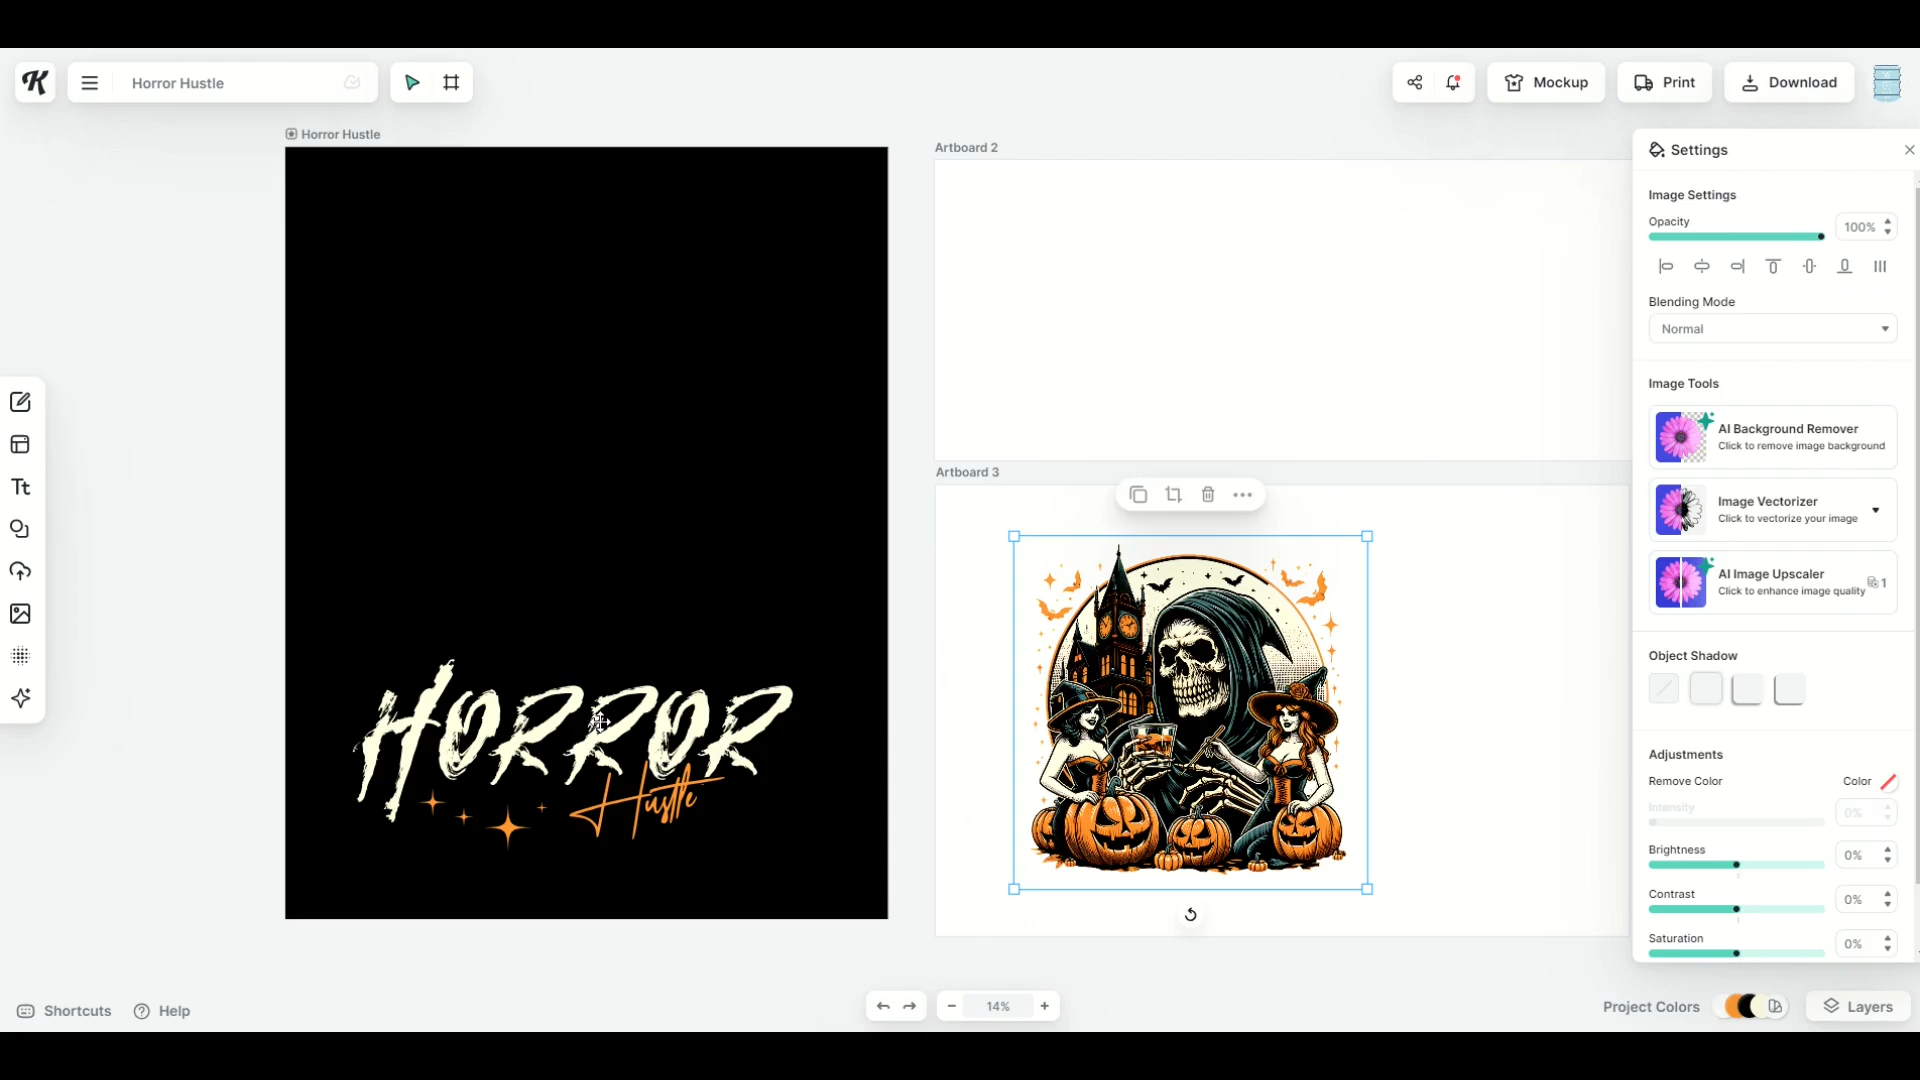 K
Horror Hustle
Mockup
Print
Download
Horror Hustle
Artboard 2
Artboard 3
HORROR
Hustle
Settings
Image Settings
Opacity
100%
Blending Mode
Normal
Image Tools
AI Background Remover
Click to remove image background
Image Vectorizer
Click to vectorize your image
AI Image Upscaler
Click to enhance image quality
1
Object Shadow
Adjustments
Remove Color Color
Intensity
0%
Brightness
0%
Contrast
0%
Saturation
0%
Tt
Shortcuts
Help
14%
Project Colors
Layers